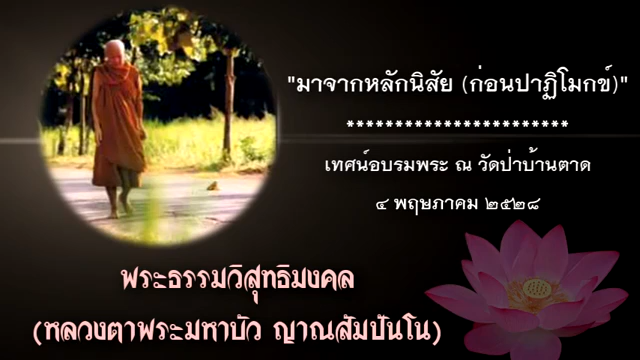 "มาจากหลักนิสัย (ก่อนปาฏิโมกข์)"
***********************
เทศน์อบรมพระ ณ วัดป่าบ้านตาด
๔ พฤษภาคม ๒๕๒๘
พระธรรมวิสุทธิมงคล
(หลวงตาพระมหาบัว ญาณสัมปันโน)